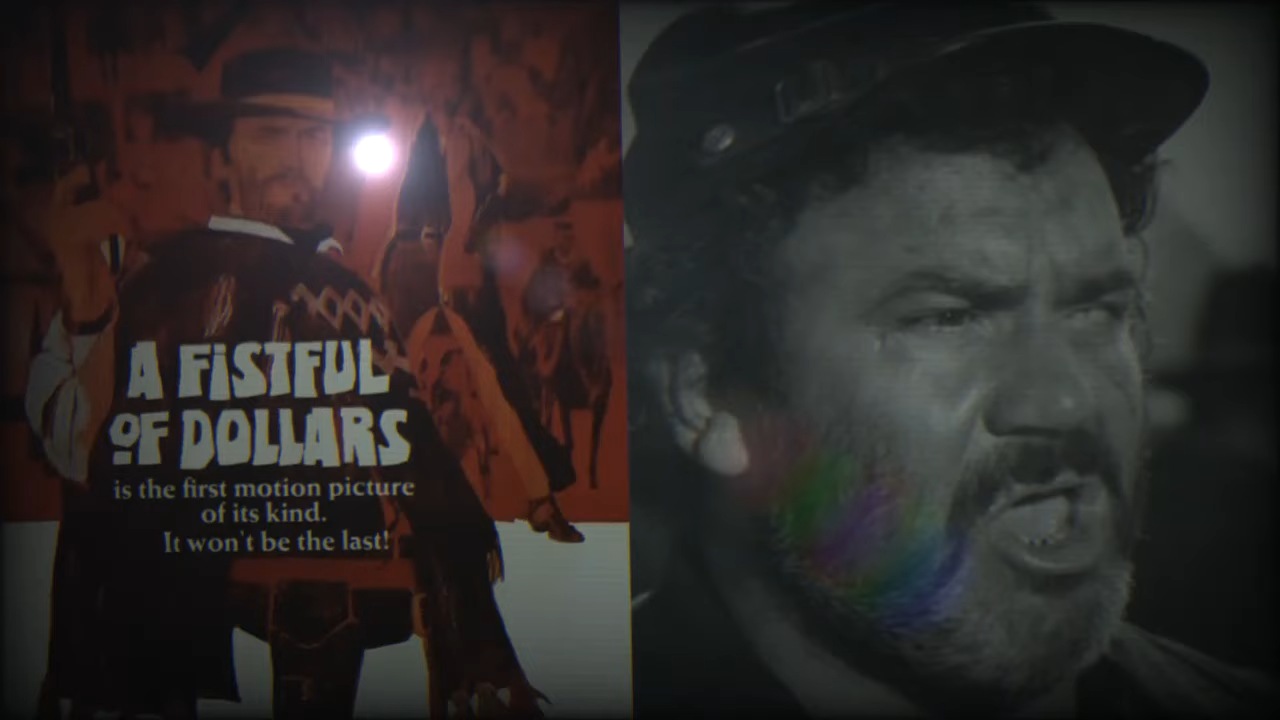 A FiSTFUL
OF DOLLARS
is the first motion picture
of its kind.
It won't be the last!